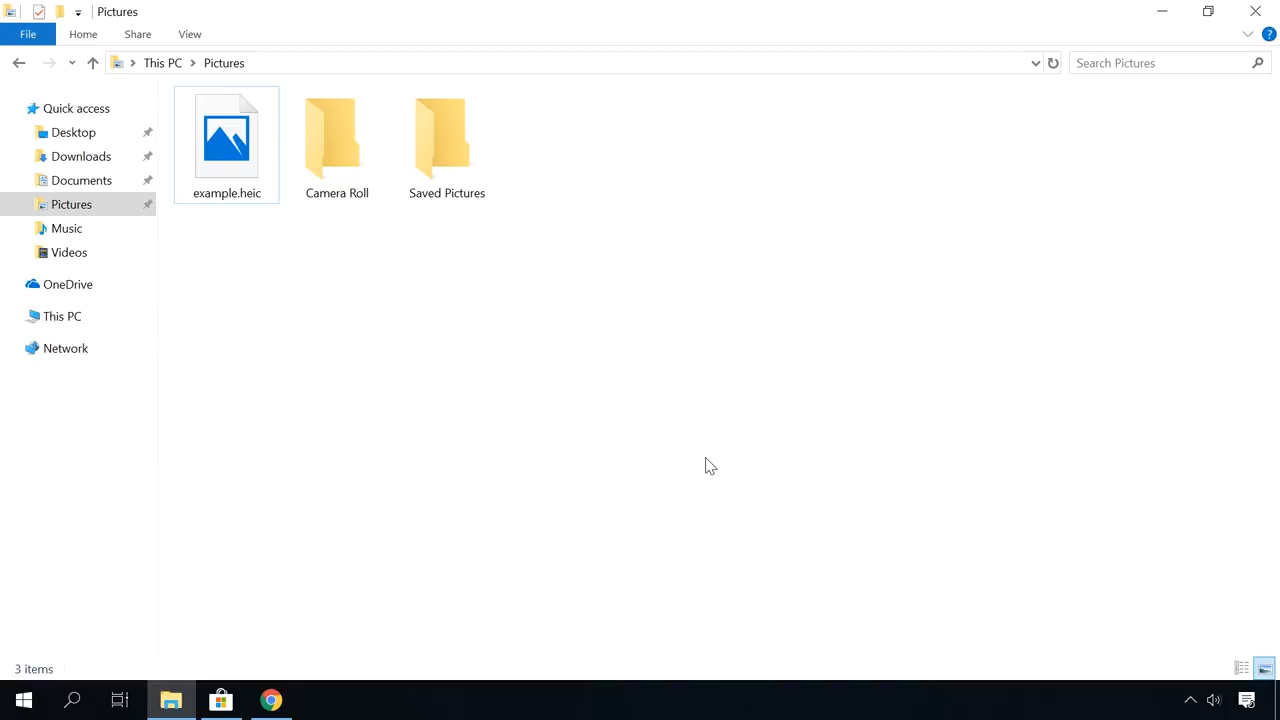 Pictures
File Home Share View
?
This PC Pictures
Search Pictures
Quick access
Desktop
Downloads
Documents
Pictures
Music
Videos
OneDrive
This PC
Network
example.heic
Camera Roll
Saved Pictures
3 items